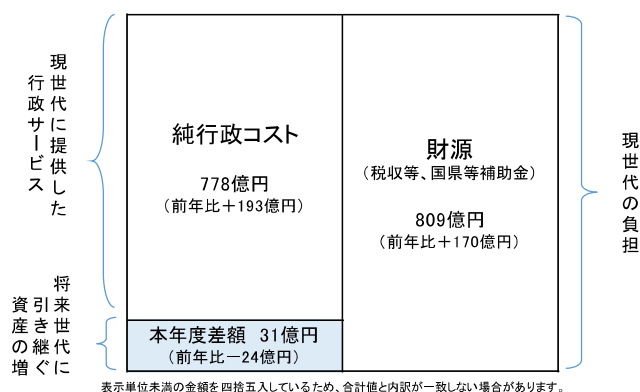 現世代に提供した
行政サービス
純行政コスト
778億円
（前年比＋193億円）
財源
（税収等、国県等補助金）
809億円
（前年比＋170億円）
現世代の負担
将来世代に
引き継ぐ
資産の増
本年度差額 31億円
（前年比－24億円）
表示単位未満の金額を四捨五入しているため、合計値と内訳が一致しない場合があります。